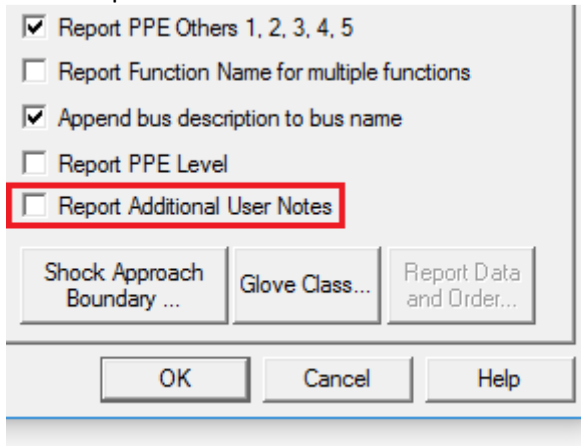 Report PPE Others 1, 2, 3, 4, 5
Report Function Name for multiple functions
Append bus description to bus name
Report PPE Level
Report Additional User Notes
Shock Approach
Boundary ...
Glove Class...
Report Data
and Order...
OK
Cancel
Help